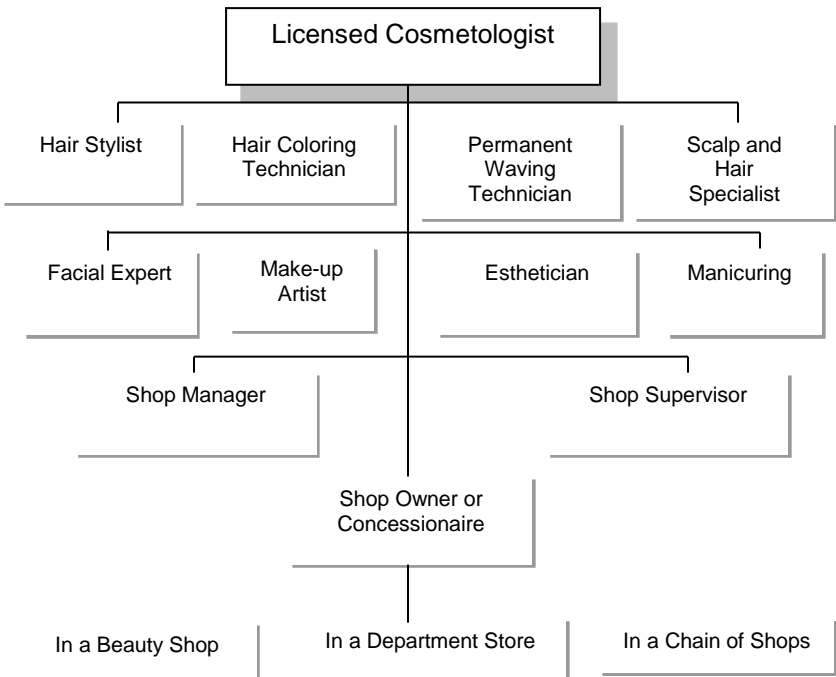 Licensed Cosmetologist
Hair Stylist
Hair Coloring
Technician
Permanent
Waving
Technician
Scalp and
Hair
Specialist
Facial Expert
Make-up
Artist
Esthetician
Manicuring
Shop Manager
Shop Supervisor
Shop Owner or
Concessionaire
In a Beauty Shop
In a Department Store
In a Chain of Shops